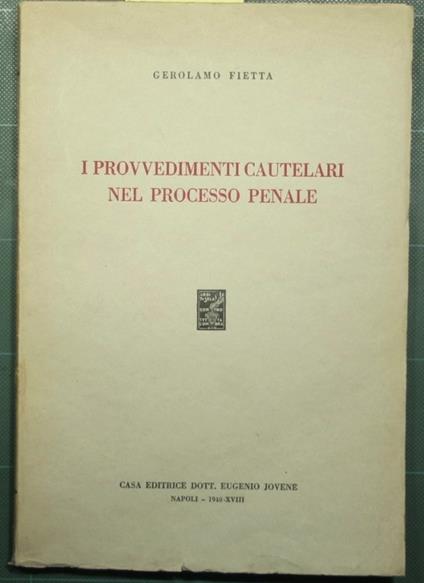 GEROLAMO FIETTA
I PROVVEDIMENTI CAUTELARI
NEL PROCESSO PENALE
CASA EDITRICE DOTT. EUGENIO JOVENE
NAPOLI - 1940-XVIII